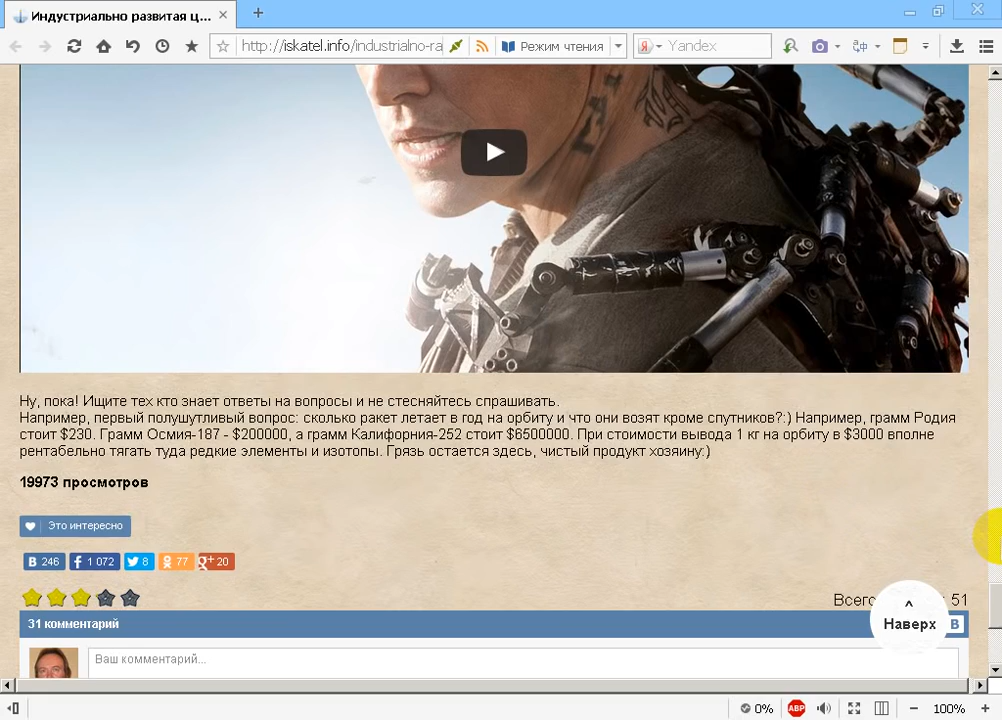 Индустриально развитая ц...
http://iskatel.info/industrialno-ra
Режим чтения
Я
Yandex
Ну, пока! Ищите тех кто знает ответы на вопросы и не стесняйтесь спрашивать.
Например, первый полушутливый вопрос: сколько ракет летает в год на орбиту и что они возят кроме спутников?:) Например, грамм Родия
стоит $230. Грамм Осмия-187 - $200000, а грамм Калифорния-252 стоит $6500000. При стоимости вывода 1 кг на орбиту в $3000 вполне
рентабельно тягать туда редкие элементы и изотопы. Грязь остается здесь, чистый продукт хозяину:)
19973 просмотров
Это интересно
B 246 f 1 072 8 77 g+ 20
51
^
Наверх
31 комментарий
B
Ваш комментарий...
0% ABP 100%